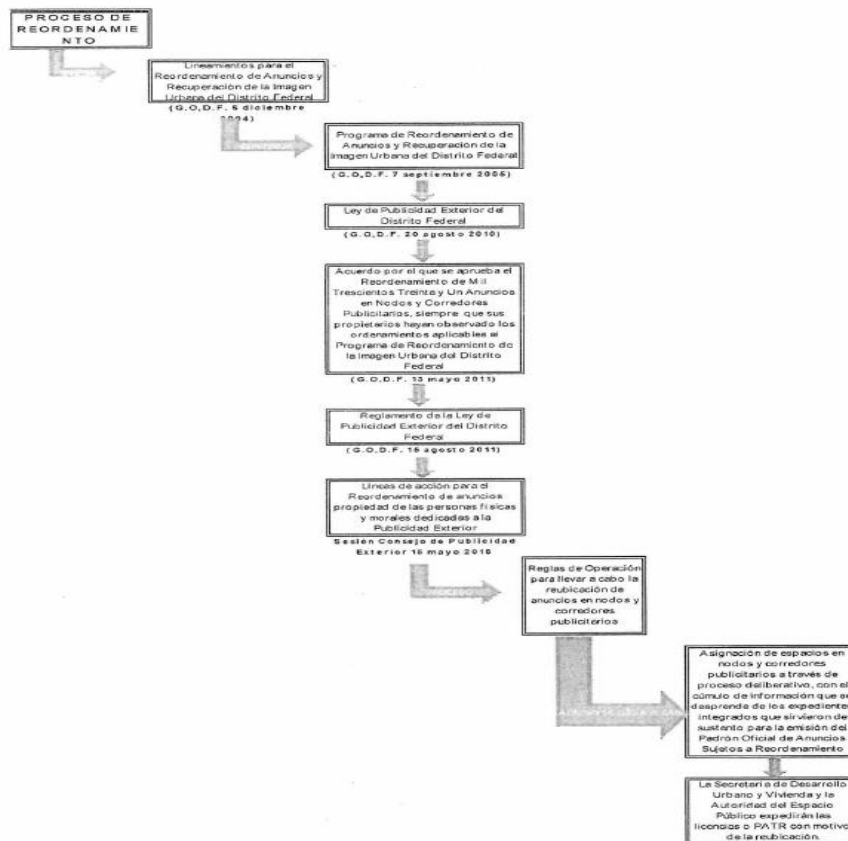 PROCESO DE
REORDENAMIE
NTO
Lineamientos para el
Reordenamiento de Anuncios y
Recuperación de la Imagen
Urbana del Distrito Federal
(G.O.D.F. 6 diciembre
2004)
Programa de Reordenamiento de
Anuncios y Recuperación de la
Imagen Urbana del Distrito Federal
(G.O.D.F. 7 septiembre 2005)
Ley de Publicidad Exterior del
Distrito Federal
(G.O.D.F. 20 agosto 2010)
Acuerdo por el que se aprueba el
Reordenamiento de Mil
Trescientos Treinta y Un Anuncios
en Nodos y Corredores
Publicitarios, siempre que sus
propietarios hayan observado los
ordenamientos aplicables al
Programa de Reordenamiento de
la Imagen Urbana del Distrito
Federal
(G.O.D.F. 13 mayo 2011)
Reglamento de la Ley de
Publicidad Exterior del Distrito
Federal
(G.O.D.F. 15 agosto 2011)
Líneas de acción para el
Reordenamiento de anuncios
propiedad de las personas físicas
y morales dedicadas a la
Publicidad Exterior
Sesión Consejo de Publicidad
Exterior 15 mayo
Reglas de Operación
para llevar a cabo la
reubicación de
anuncios en nodos y
corredores
publicitarios
Asignación de espacios en
nodos y corredores
publicitarios a través de
proceso deliberativo, con el
cúmulo de información que se
desprende de los expedientes
integrados que sirvieron de
sustento para la emisión del
Padrón Oficial de Anuncios
Sujetos a Reordenamiento
La Secretaría de Desarrollo
Urbano y Vivienda y la
Autoridad del Espacio
Público expedirán las
licencias o PATR con motivo
de la reubicación.